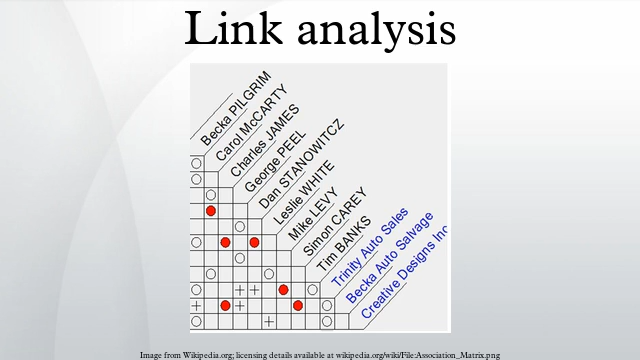 Link analysis
Becka PILGRIM
Carol McCARTY
Charles JAMES
George PEEL
Dan STANOWITCZ
Leslie WHITE
Mike LEVY
Simon CAREY
Tim BANKS
Trinity Auto Sales
Becka Auto Salvage
Creative Designs Inc
Image from Wikipedia.org; licensing details available at wikipedia.org/wiki/File:Association_Matrix.png